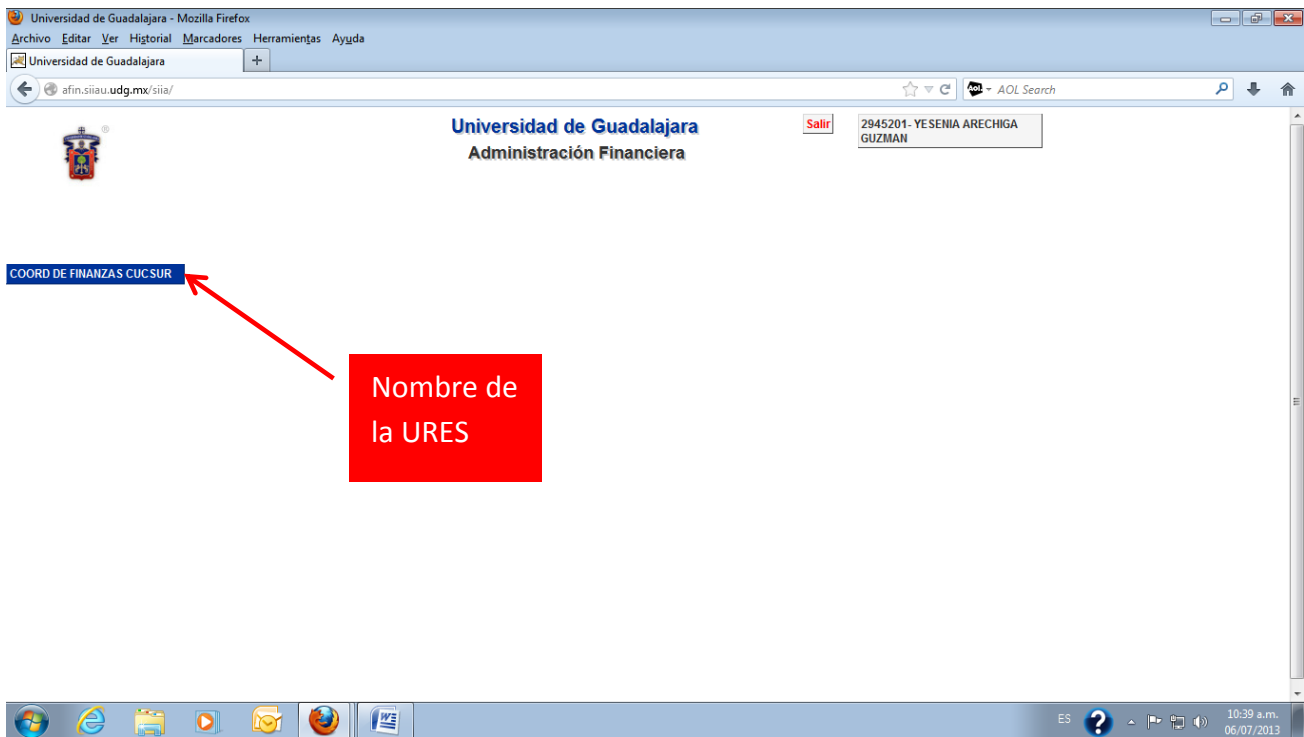 Universidad de Guadalajara - Mozilla Firefox
Archivo Editar Ver Historial Marcadores Herramientas Ayuda
Universidad de Guadalajara +
afin.siiau.udg.mx/siia/ AOL Search
Universidad de Guadalajara
Administración Financiera
Salir
2945201- YESENIA ARECHIGA
GUZMAN
®
COORD DE FINANZAS CUCSUR
Nombre de
la URES
ES
10:39 a.m.
06/07/2013